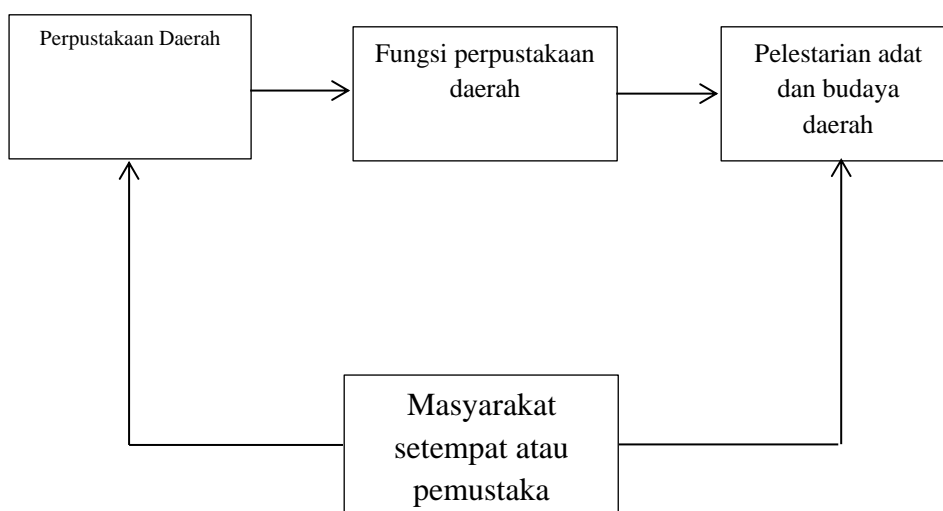 Perpustakaan Daerah
Fungsi perpustakaan
daerah
Pelestarian adat
dan budaya
daerah
Masyarakat
setempat atau
pemustaka